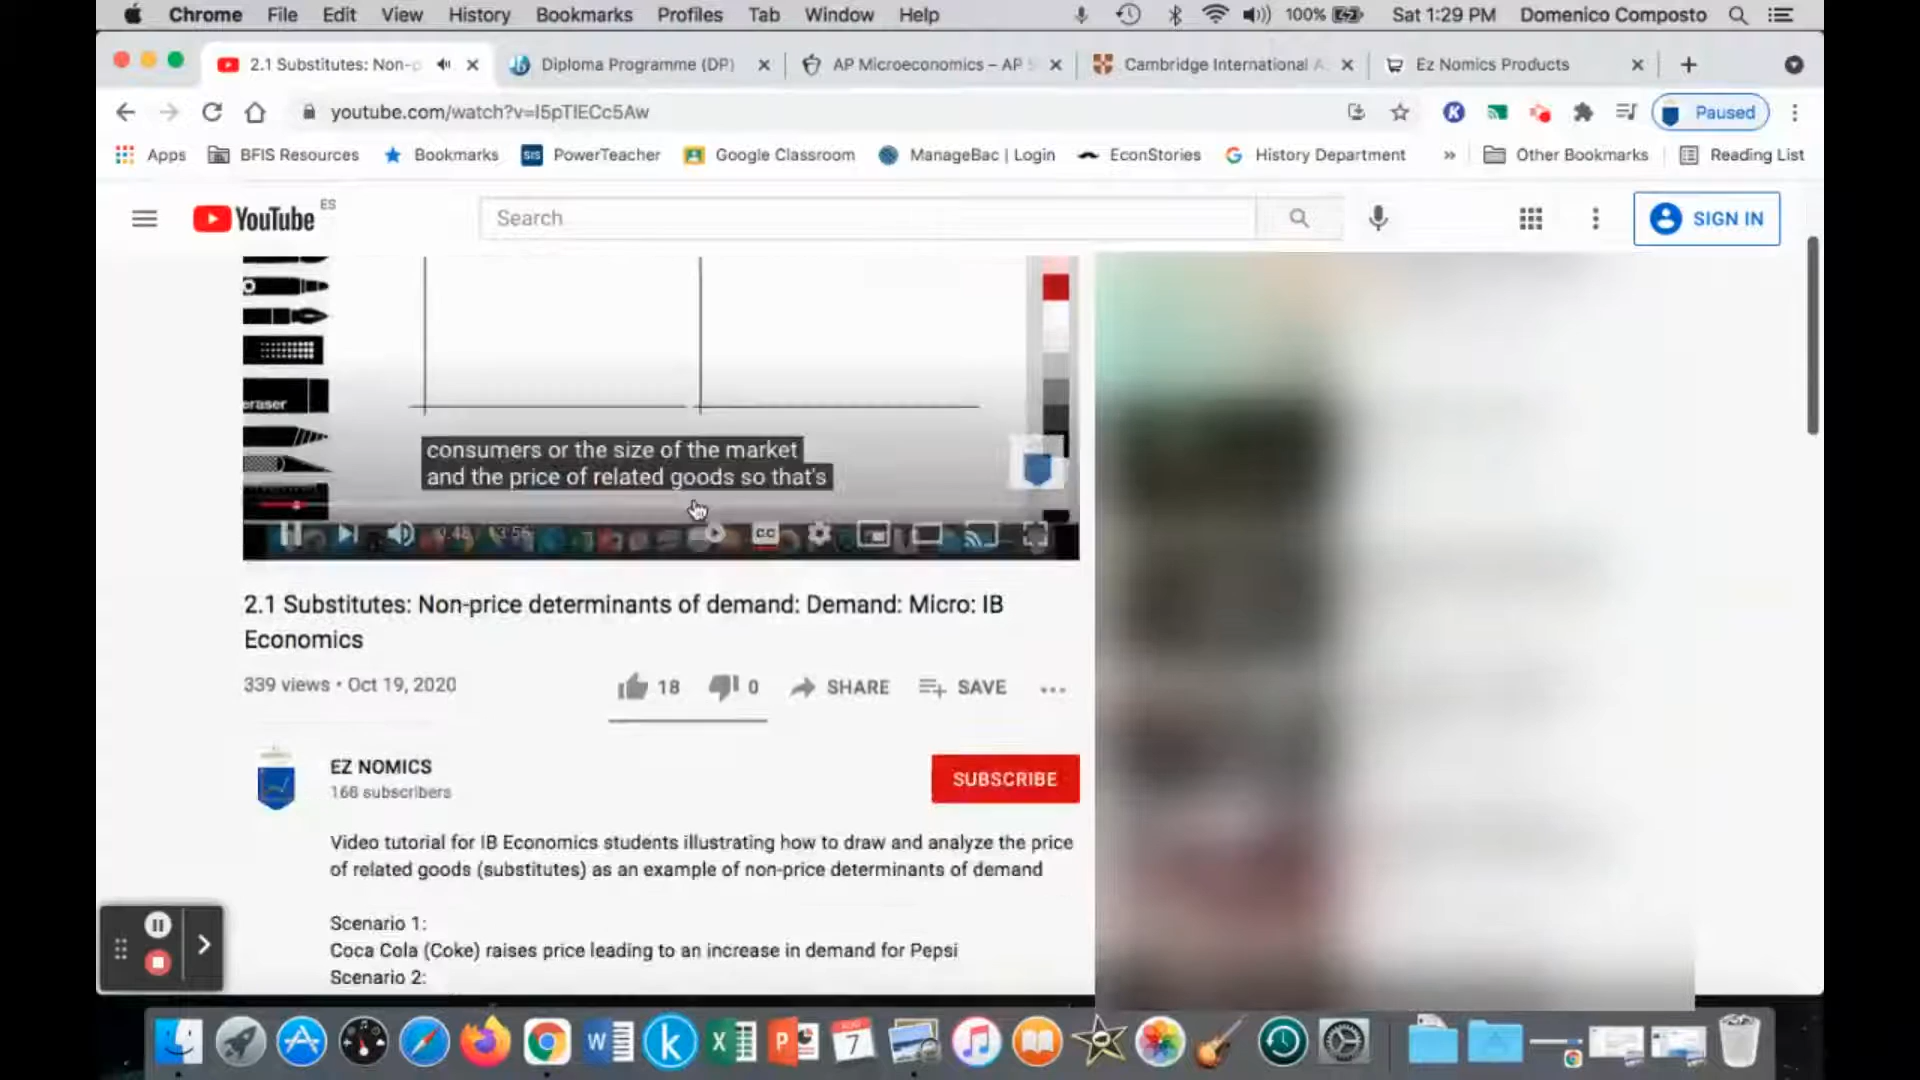 Chrome File Edit View History Bookmarks Profiles Tab Window Help 100% Sat 1:29 PM Domenico Composto
2.1 Substitutes: Non-p Diploma Programme (DP) AP Microeconomics – AP Cambridge International A Ez Nomics Products
youtube.com/watch?v=I5pTlECc5Aw K Paused
Apps BFIS Resources Bookmarks SIS PowerTeacher Google Classroom ManageBac | Login EconStories History Department » Other Bookmarks Reading List
YouTube ES Search SIGN IN
eraser
consumers or the size of the market
and the price of related goods so that's
0:48 CC
2.1 Substitutes: Non-price determinants of demand: Demand: Micro: IB
Economics
339 views • Oct 19, 2020 18 0 SHARE SAVE
EZ NOMICS
168 subscribers
SUBSCRIBE
Video tutorial for IB Economics students illustrating how to draw and analyze the price
of related goods (substitutes) as an example of non-price determinants of demand
Scenario 1:
Coca Cola (Coke) raises price leading to an increase in demand for Pepsi
Scenario 2:
W k X P 7